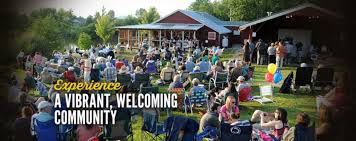 Experience
A VIBRANT, WELCOMING
COMMUNITY